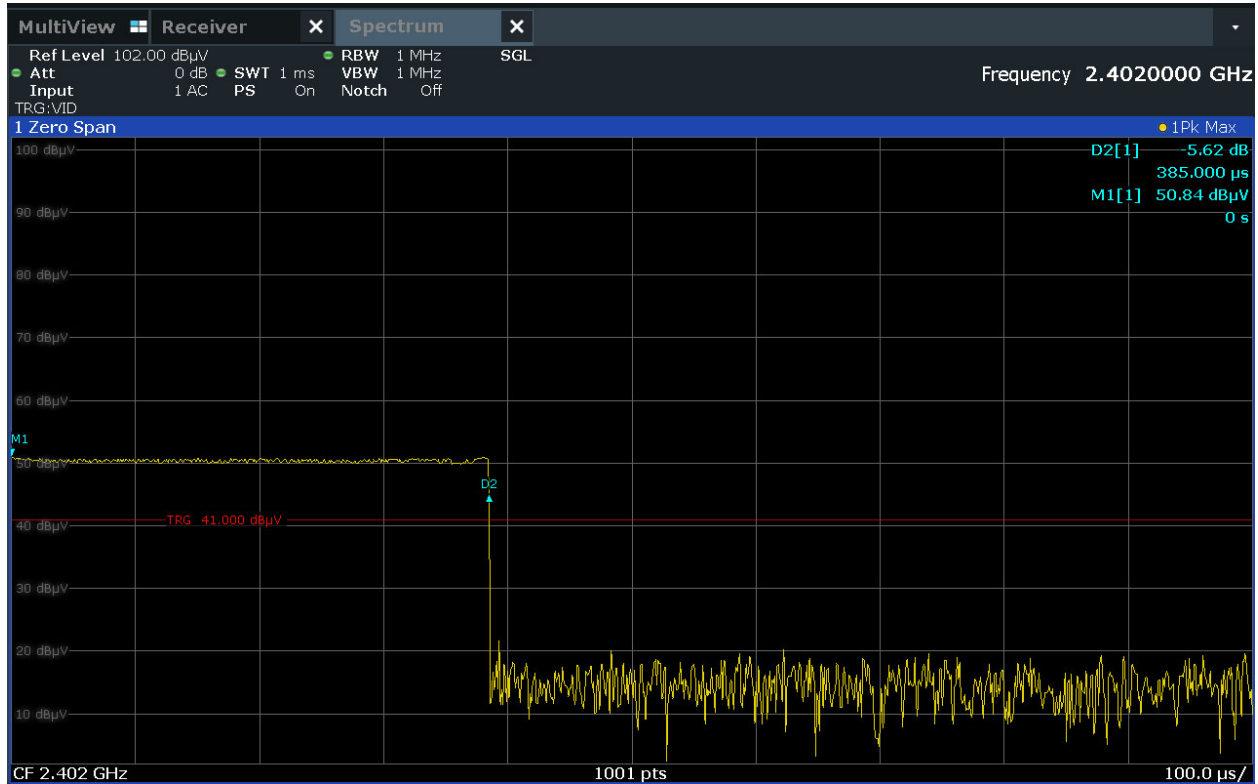 MultiView Receiver X Spectrum X
Ref Level 102.00 dBµV RBW 1 MHz SGL
Att 0 dB SWT 1 ms VBW 1 MHz Frequency 2.4020000 GHz
Input 1 AC PS On Notch Off
TRG:VID
1 Zero Span 1Pk Max
100 dBµV D2[1] -5.62 dB
385.000 µs
M1[1] 50.84 dBµV
90 dBµV 0 s
80 dBµV
70 dBµV
60 dBµV
M1
50 dBµV
D2
TRG 41.000 dBµV
40 dBµV
30 dBµV
20 dBµV
10 dBµV
CF 2.402 GHz 1001 pts 100.0 µs/